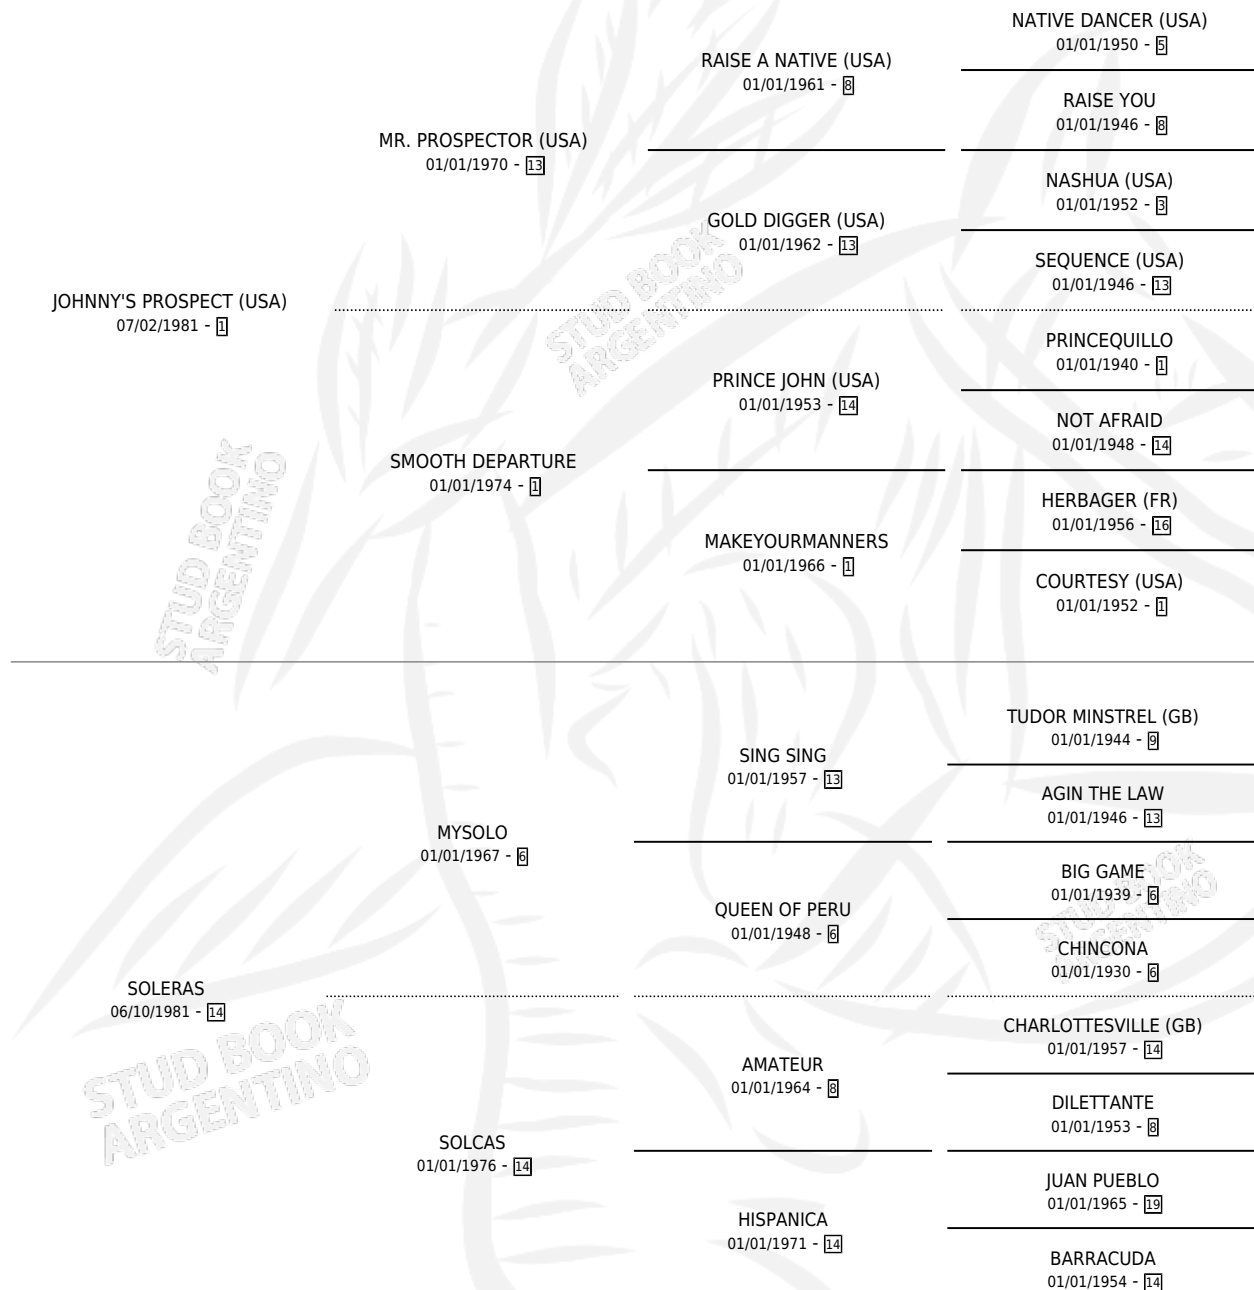 NATIVE DANCER (USA)
01/01/1950 - 5
RAISE A NATIVE (USA)
01/01/1961 - 8
RAISE YOU
01/01/1946 - 8
MR. PROSPECTOR (USA)
01/01/1970 - 13
NASHUA (USA)
01/01/1952 - 3
GOLD DIGGER (USA)
01/01/1962 - 13
SEQUENCE (USA)
01/01/1946 - 13
JOHNNY'S PROSPECT (USA)
07/02/1981 - 1
PRINCEQUILLO
01/01/1940 - 1
PRINCE JOHN (USA)
01/01/1953 - 14
NOT AFRAID
01/01/1948 - 14
SMOOTH DEPARTURE
01/01/1974 - 1
HERBAGER (FR)
01/01/1956 - 16
MAKEYOURMANNERS
01/01/1966 - 1
COURTESY (USA)
01/01/1952 - 1
TUDOR MINSTREL (GB)
01/01/1944 - 9
SING SING
01/01/1957 - 13
AGIN THE LAW
01/01/1946 - 13
MYSOLO
01/01/1967 - 6
BIG GAME
01/01/1939 - 6
QUEEN OF PERU
01/01/1948 - 6
CHINCONA
01/01/1930 - 6
SOLERAS
06/10/1981 - 14
CHARLOTTESVILLE (GB)
01/01/1957 - 14
AMATEUR
01/01/1964 - 8
DILETTANTE
01/01/1953 - 8
SOLCAS
01/01/1976 - 14
JUAN PUEBLO
01/01/1965 - 19
HISPANICA
01/01/1971 - 14
BARRACUDA
01/01/1954 - 14
STUD BOOK
ARGENTINO
STUD BOOK
ARGENTINO
STUD BOOK
ARGENTINO
STUD BOOK
ARGENTINO